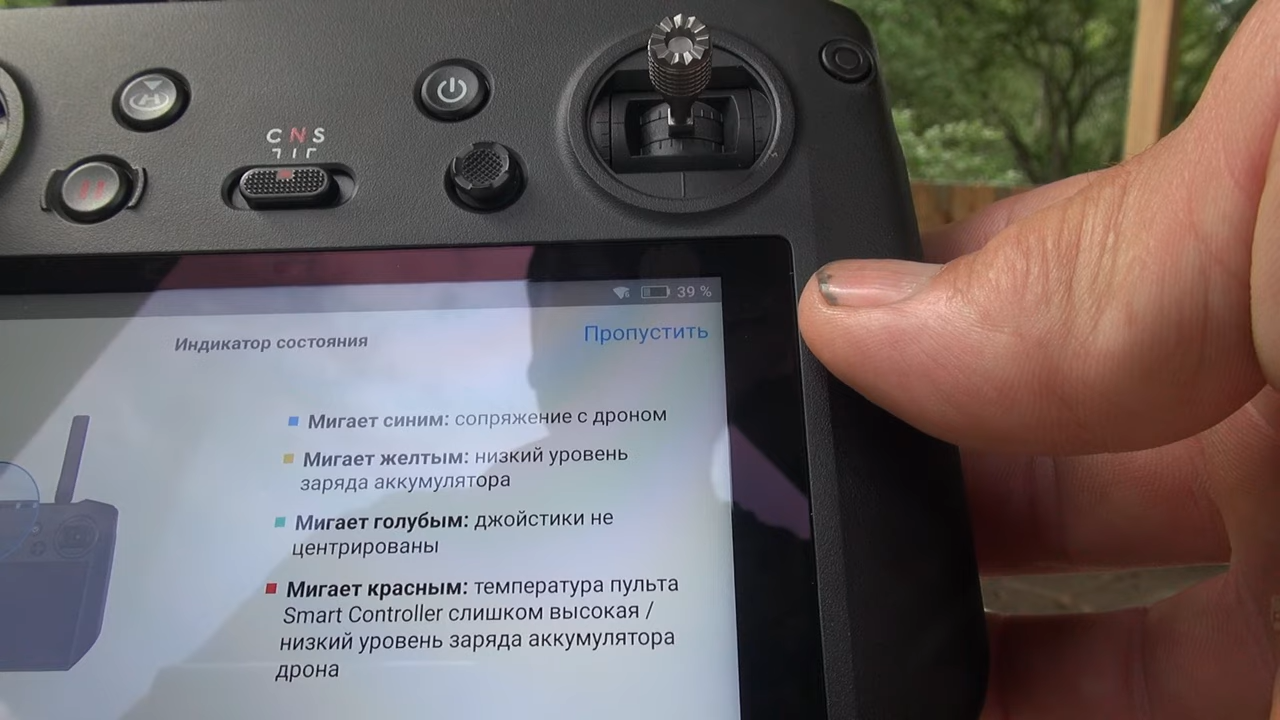 H
C N S
39 %
Индикатор состояния
Пропустить
Мигает синим: сопряжение с дроном
Мигает желтым: низкий уровень
заряда аккумулятора
Мигает голубым: джойстики не
центрированы
Мигает красным: температура пульта
Smart Controller слишком высокая /
низкий уровень заряда аккумулятора
дрона